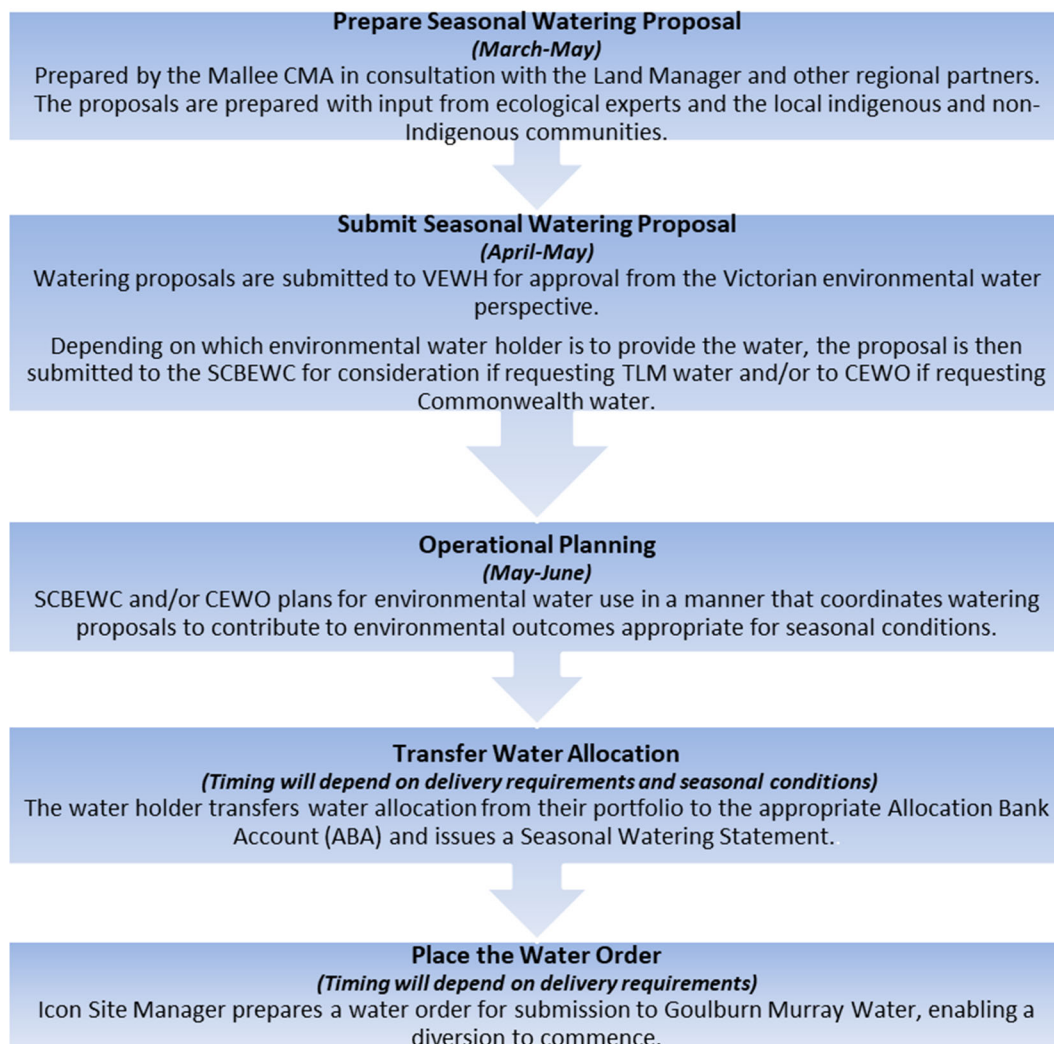 Prepare Seasonal Watering Proposal
(March-May)
Prepared by the Mallee CMA in consultation with the Land Manager and other regional partners.
The proposals are prepared with input from ecological experts and the local indigenous and non-
Indigenous communities.
Submit Seasonal Watering Proposal
(April-May)
Watering proposals are submitted to VEWH for approval from the Victorian environmental water
perspective.
Depending on which environmental water holder is to provide the water, the proposal is then
submitted to the SCBEWC for consideration if requesting TLM water and/or to CEWO if requesting
Commonwealth water.
Operational Planning
(May-June)
SCBEWC and/or CEWO plans for environmental water use in a manner that coordinates watering
proposals to contribute to environmental outcomes appropriate for seasonal conditions.
Transfer Water Allocation
(Timing will depend on delivery requirements and seasonal conditions)
The water holder transfers water allocation from their portfolio to the appropriate Allocation Bank
Account (ABA) and issues a Seasonal Watering Statement..
Place the Water Order
(Timing will depend on delivery requirements)
Icon Site Manager prepares a water order for submission to Goulburn Murray Water, enabling a
diversion to commence.